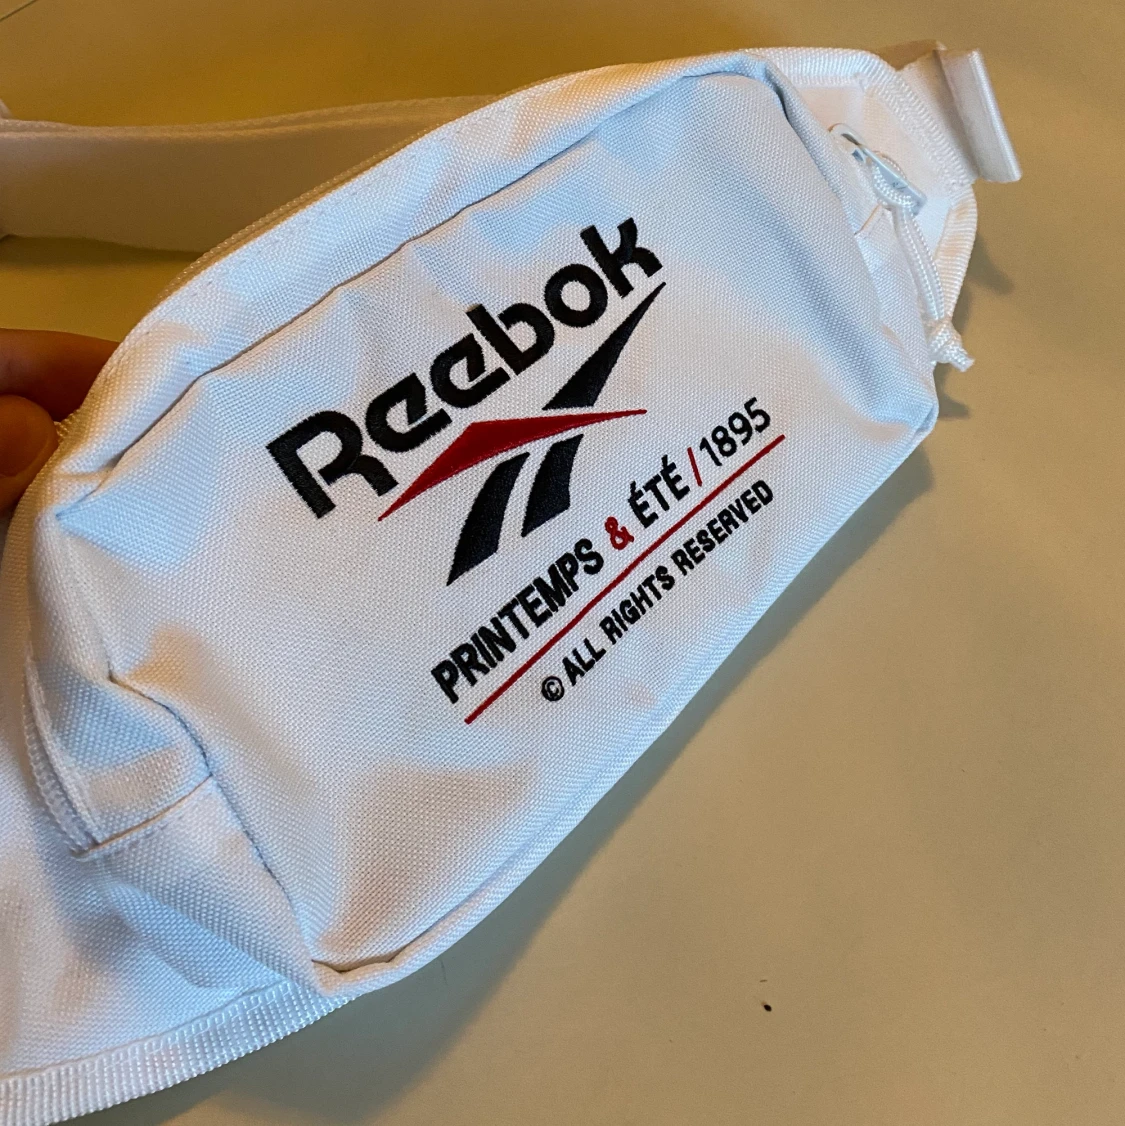 Reebok
PRINTEMPS & ÉTÉ / 1895
© ALL RIGHTS RESERVED